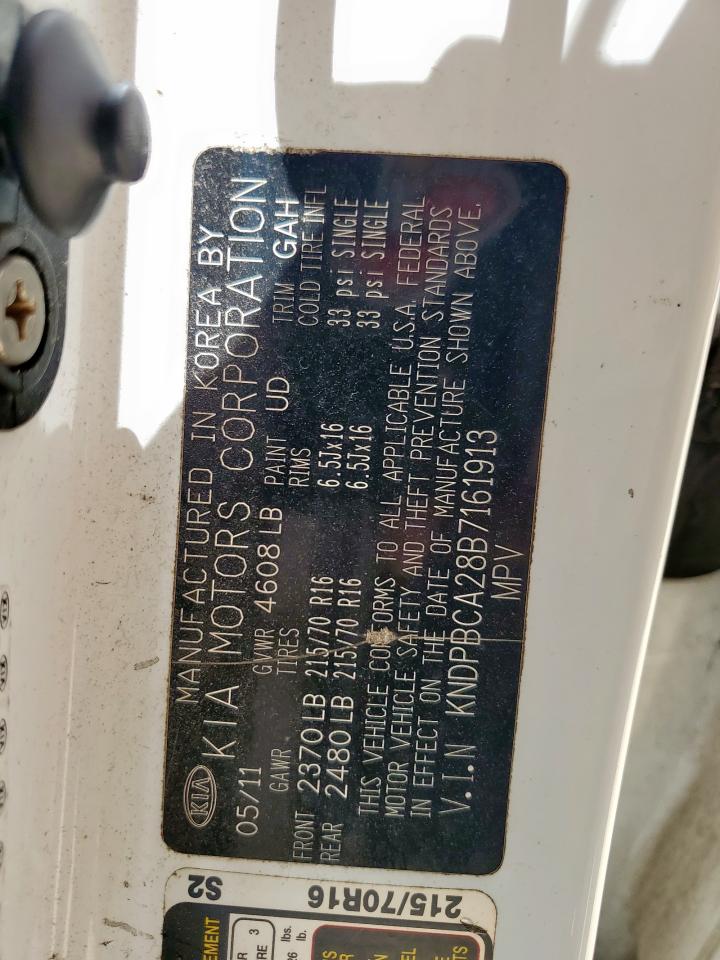 KIA
MANUFACTURED IN KOREA BY
KIA MOTORS CORPORATION
05/11 GVWR 4608LB PAINT UD TRIM GAH
GAWR TIRES RIMS COLD TIRE INFL
FRONT 2370LB 215/70 R16 6.5Jx16 33 psi SINGLE
REAR 2480LB 215/70 R16 6.5Jx16 33 psi SINGLE
THIS VEHICLE CONFORMS TO ALL APPLICABLE U.S.A. FEDERAL
MOTOR VEHICLE SAFETY AND THEFT PREVENTION STANDARDS
IN EFFECT ON THE DATE OF MANUFACTURE SHOWN ABOVE.
V.I.N KNDPBCA28B7161913
MPV
215/70R16 S2